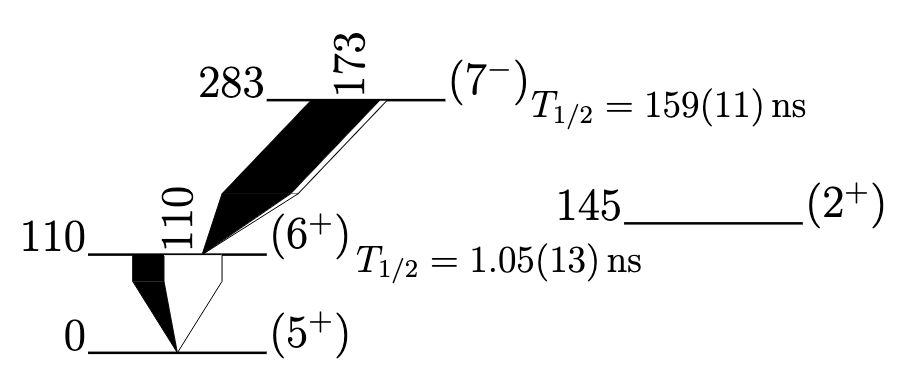 173
283 (7⁻) T₁/₂ = 159(11) ns
145 (2⁺)
110
110 (6⁺) T₁/₂ = 1.05(13) ns
0 (5⁺)